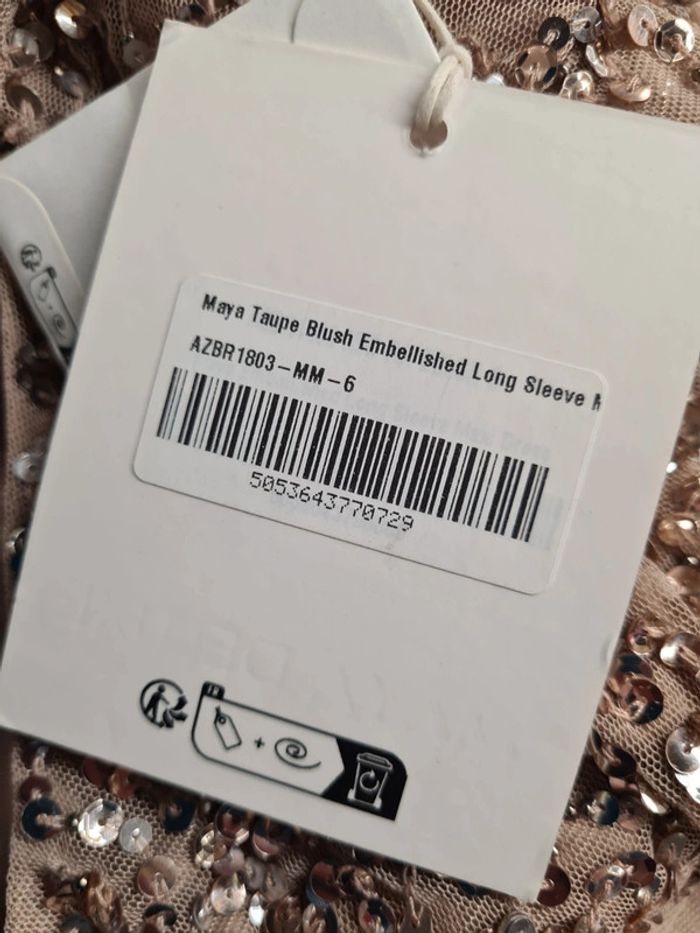 Maya Taupe Blush Embellished Long Sleeve
AZBR1803-MM-6
5053643770729